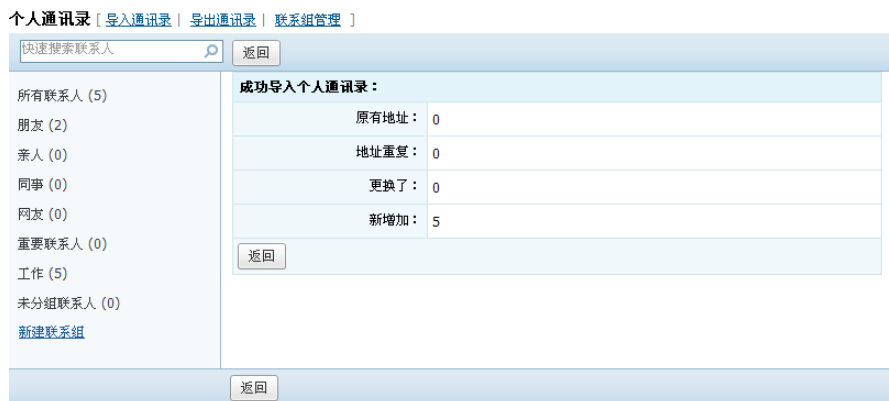 个人通讯录 [ 导入通讯录 | 导出通讯录 | 联系组管理 ]
快速搜索联系人 返回
所有联系人 (5)
朋友 (2)
亲人 (0)
同事 (0)
网友 (0)
重要联系人 (0)
工作 (5)
未分组联系人 (0)
新建联系组
成功导入个人通讯录：
原有地址： 0
地址重复： 0
更换了： 0
新增加： 5
返回
返回